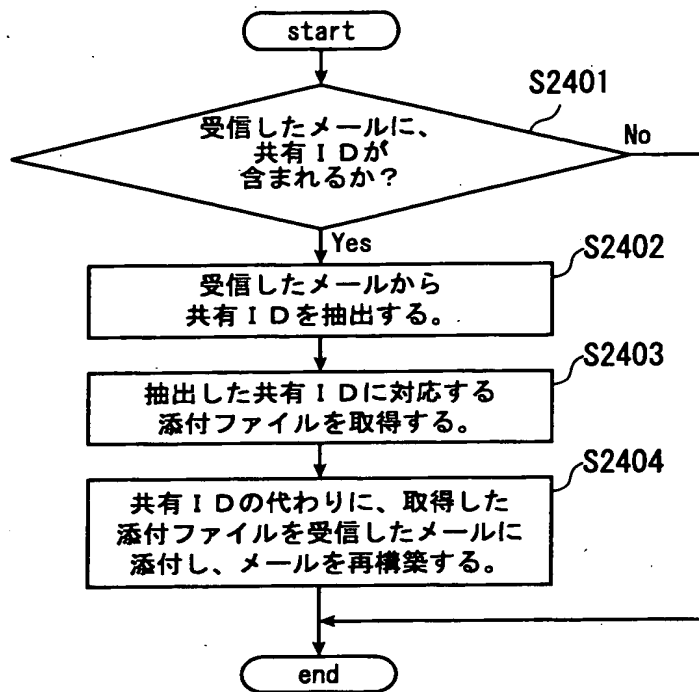 start
S2401
受信したメールに、
共有ＩＤが
含まれるか？
No
Yes
S2402
受信したメールから
共有ＩＤを抽出する。
S2403
抽出した共有ＩＤに対応する
添付ファイルを取得する。
S2404
共有ＩＤの代わりに、取得した
添付ファイルを受信したメールに
添付し、メールを再構築する。
end